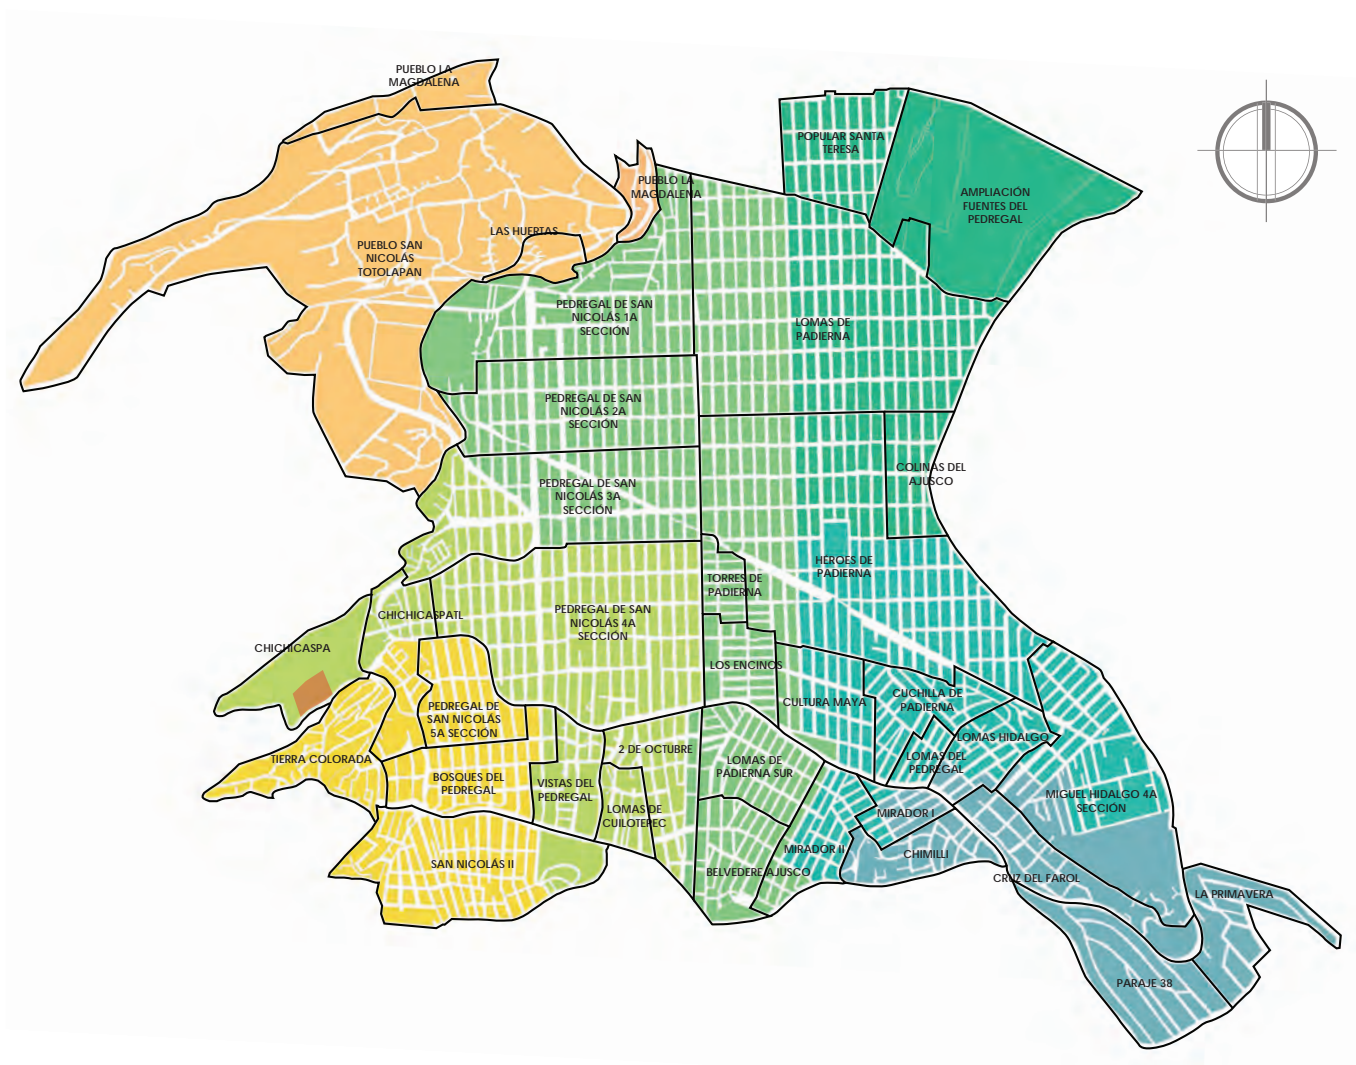 PUEBLO LA
MAGDALENA
POPULAR SANTA
TERESA
PUEBLO LA
MAGDALENA
AMPLIACIÓN
FUENTES DEL
PEDREGAL
LAS HUERTAS
PUEBLO SAN
NICOLÁS
TOTOLAPAN
PEDREGAL DE SAN
NICOLÁS 1A
SECCIÓN
LOMAS DE
PADIERNA
PEDREGAL DE SAN
NICOLÁS 2A
SECCIÓN
COLINAS DEL
AJUSCO
PEDREGAL DE SAN
NICOLÁS 3A
SECCIÓN
HÉROES DE
PADIERNA
TORRES DE
PADIERNA
CHICHICASPATL
PEDREGAL DE SAN
NICOLÁS 4A
SECCIÓN
CHICHICASPA
LOS ENCINOS
CULTURA MAYA
CUCHILLA DE
PADIERNA
PEDREGAL DE
SAN NICOLÁS
5A SECCIÓN
LOMAS HIDALGO
2 DE OCTUBRE
TIERRA COLORADA
LOMAS DE
PADIERNA SUR
LOMAS DEL
PEDREGAL
BOSQUES DEL
PEDREGAL
VISTAS DEL
PEDREGAL
MIGUEL HIDALGO 4A
SECCIÓN
LOMAS DE
CUILOTEPEC
MIRADOR I
MIRADOR II
CHIMILLI
SAN NICOLÁS II
BELVEDERE AJUSCO
CRUZ DEL FAROL
LA PRIMAVERA
PARAJE 38